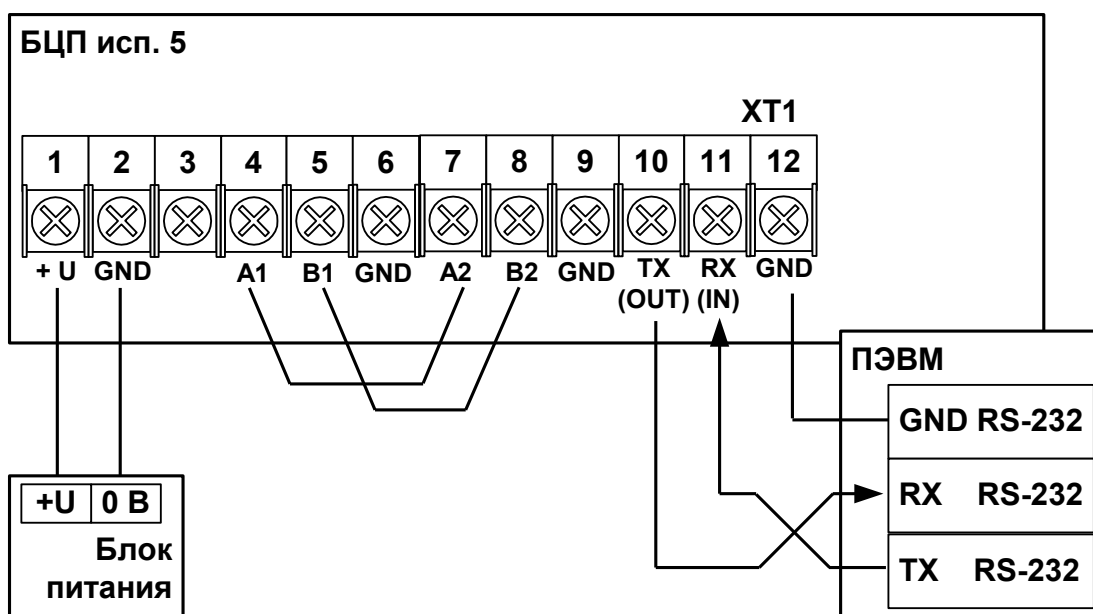 БЦП исп. 5
XT1
1 2 3 4 5 6 7 8 9 10 11 12
+ U GND A1 B1 GND A2 B2 GND TX RX GND
(OUT) (IN)
ПЭВМ
GND RS-232
RX RS-232
TX RS-232
+U 0 В
Блок
питания